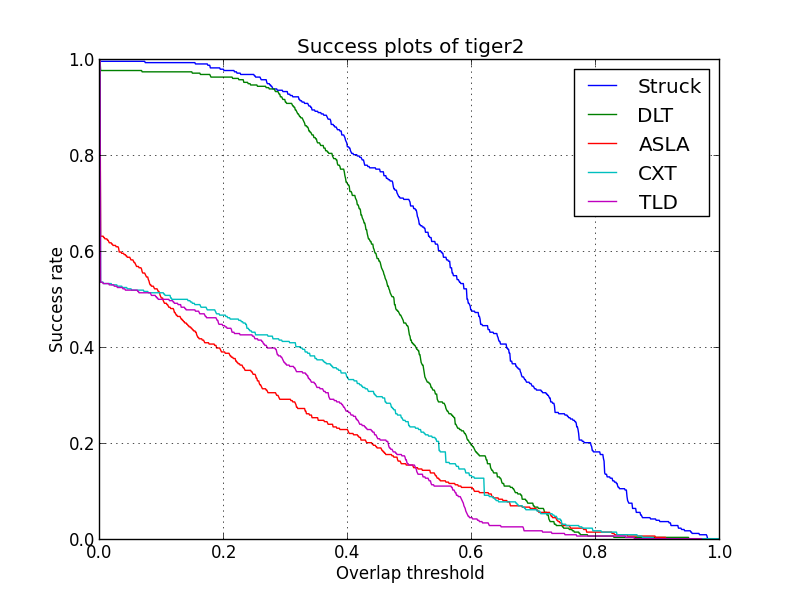 Success plots of tiger2
1.0
0.8
0.6
0.4
0.2
0.0
Success rate
Struck
DLT
ASLA
CXT
TLD
0.0 0.2 0.4 0.6 0.8 1.0
Overlap threshold